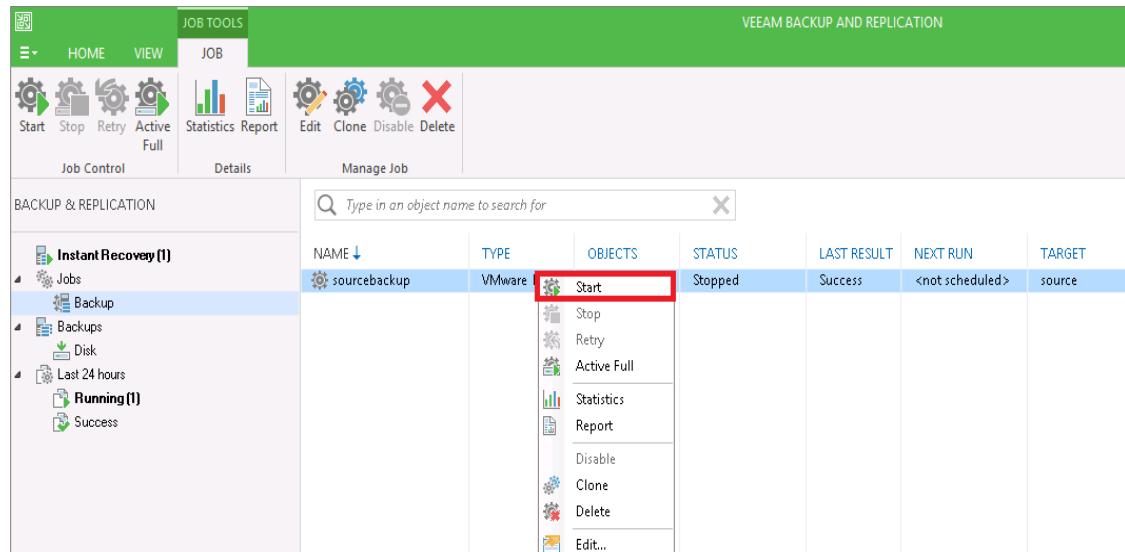 JOB TOOLS
VEEAM BACKUP AND REPLICATION
HOME VIEW JOB
Start Stop Retry Active Full
Statistics Report
Edit Clone Disable Delete
Job Control
Details
Manage Job
BACKUP & REPLICATION
Type in an object name to search for
Instant Recovery (1)
Jobs
Backup
Backups
Disk
Last 24 hours
Running (1)
Success
NAME TYPE OBJECTS STATUS LAST RESULT NEXT RUN TARGET
sourcebackup VMware Stopped Success <not scheduled> source
Start
Stop
Retry
Active Full
Statistics
Report
Disable
Clone
Delete
Edit...